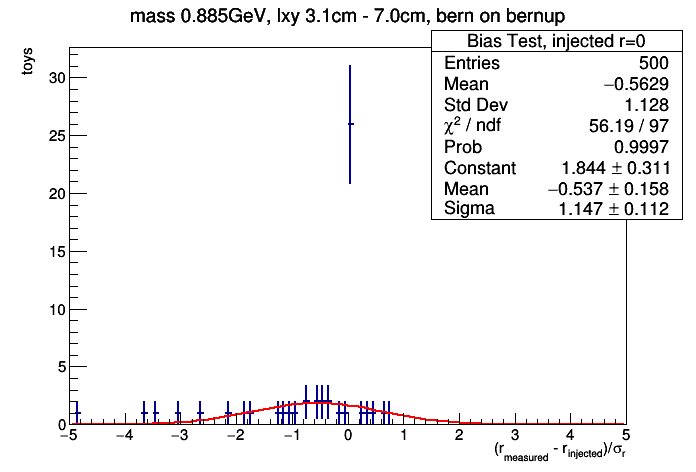 mass 0.885GeV, lxy 3.1cm - 7.0cm, bern on bernup
Bias Test, injected r=0
Entries 500
Mean −0.5629
Std Dev 1.128
χ² / ndf 56.19 / 97
Prob 0.9997
Constant 1.844 ± 0.311
Mean −0.537 ± 0.158
Sigma 1.147 ± 0.112
toys
30
25
20
15
10
5
0
−5 −4 −3 −2 −1 0 1 2 3 4 5
(r_measured - r_injected)/σ_r